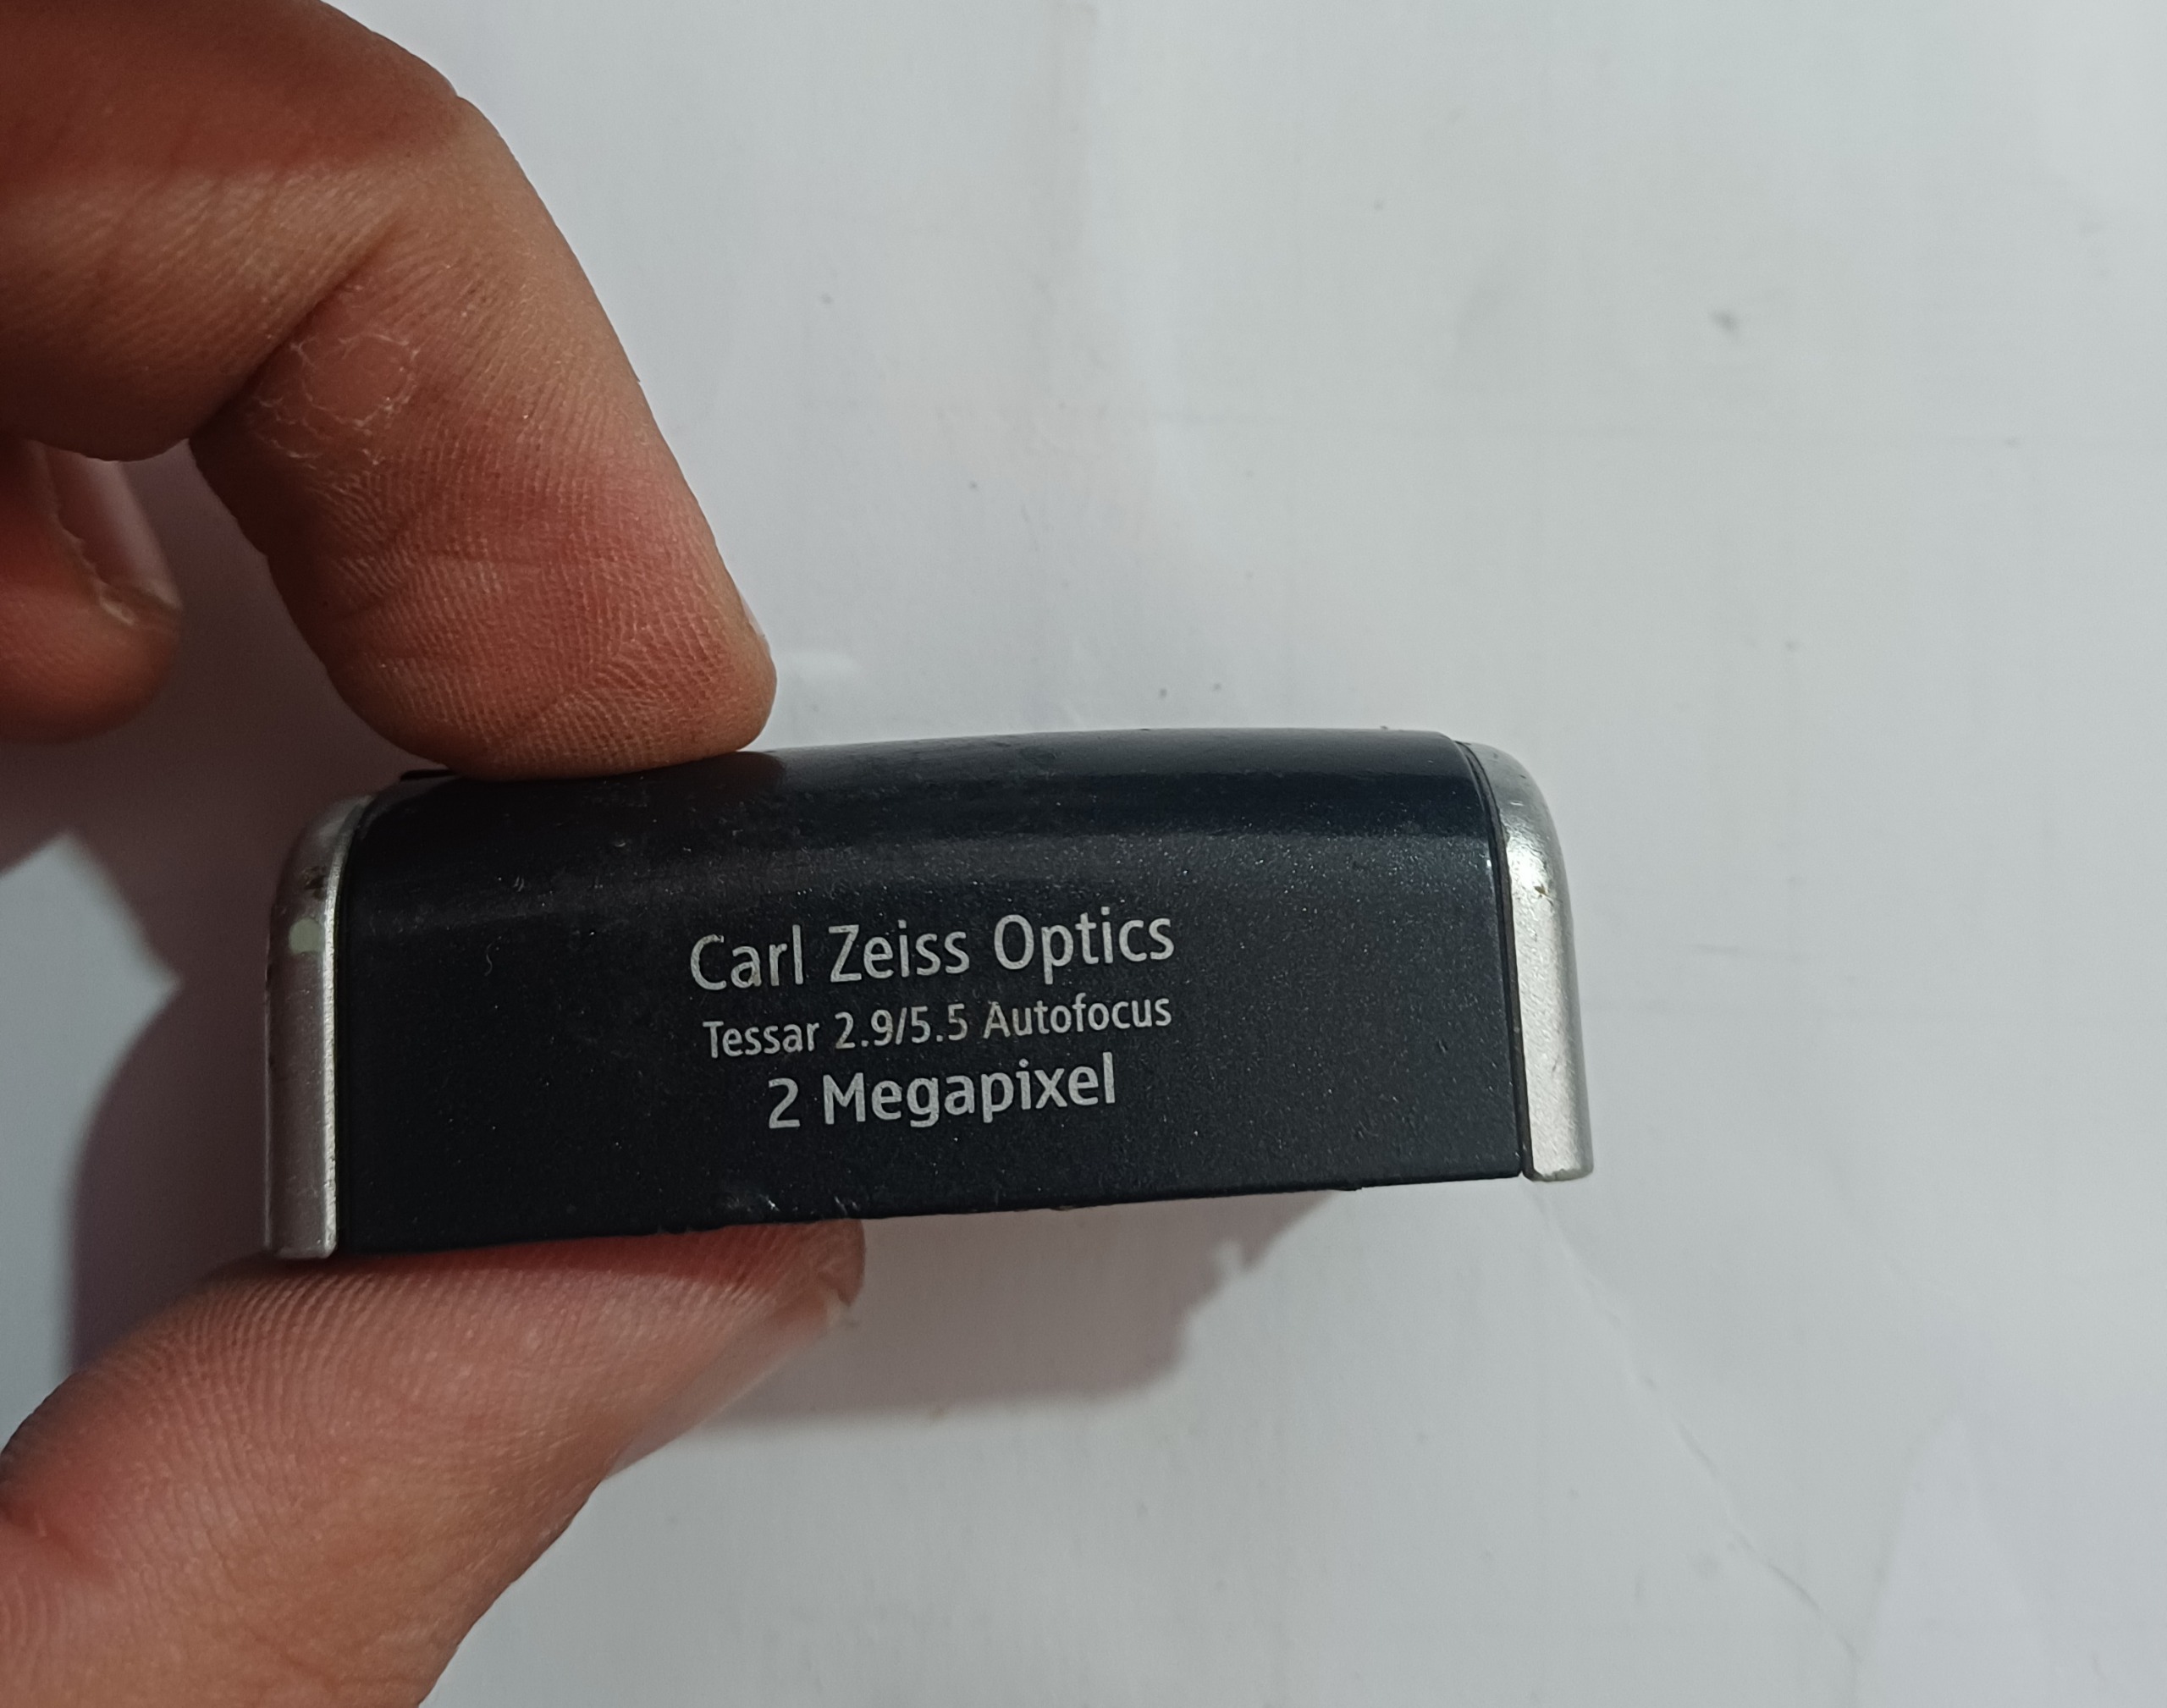 Carl Zeiss Optics
Tessar 2.9/5.5 Autofocus
2 Megapixel